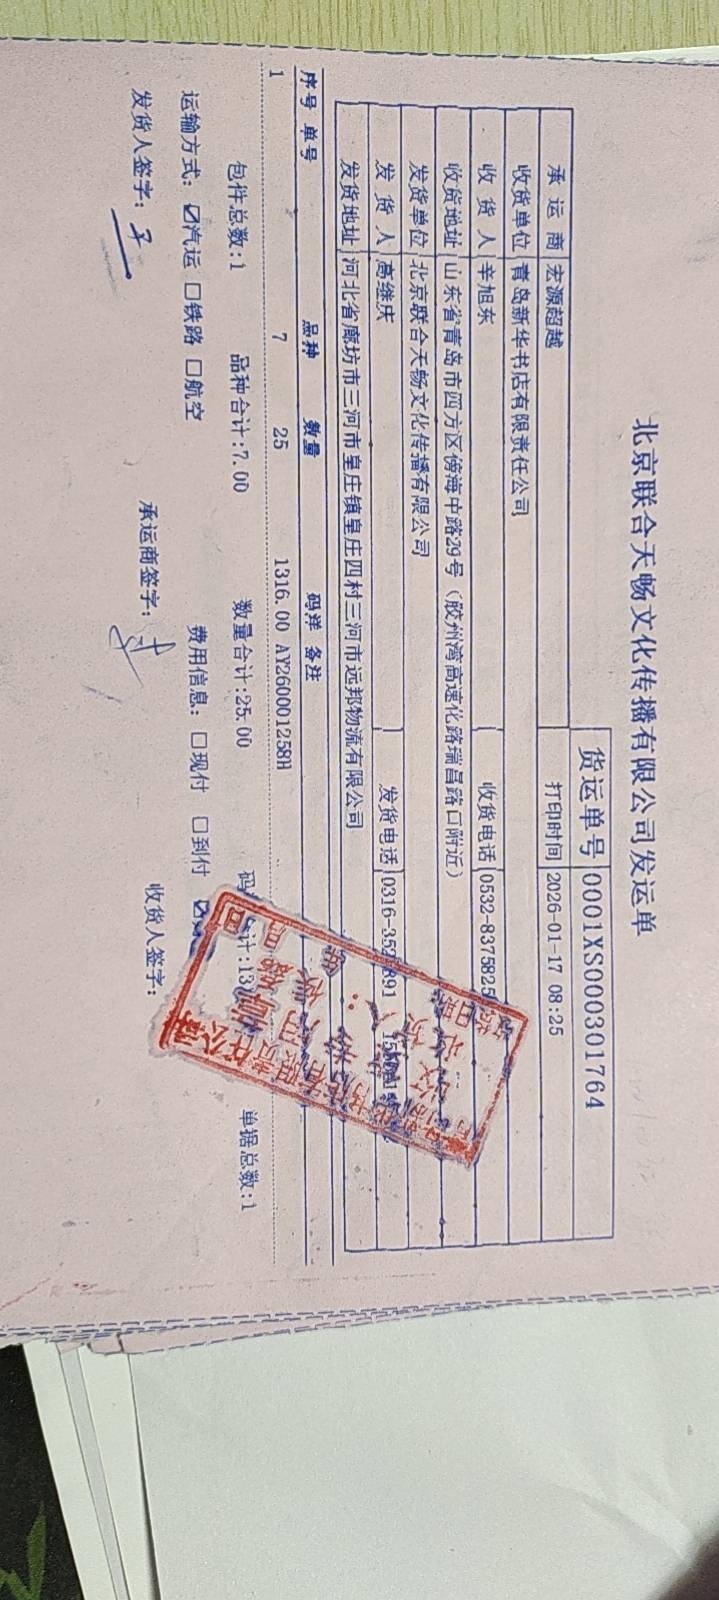 北京联合天畅文化传播有限公司发运单
货运单号 0001XS000301764
承运商 宏源超越 打印时间 2026-01-17 08:25
收货单位 青岛新华书店有限责任公司
收货人 辛旭东 收货电话 0532-8375825
收货地址 山东省青岛市四方区傍海中路29号（胶州湾高速化路瑞昌路口附近）
发货单位 北京联合天畅文化传播有限公司
发货人 高维庆 发货电话
发货地址 河北省廊坊市三河市皇庄镇皇庄四村三河市远邦物流有限公司
序号 单号 品种 数量 码洋 备注
1 7 25 1316.00 AY260001258H
包件总数:1 品种合计:7.00 数量合计:25.00 单据总数:1
运输方式: ☑汽运 □铁路 □航空 费用信息: □现付 □到付
发货人签字: 承运商签字: 收货人签字: